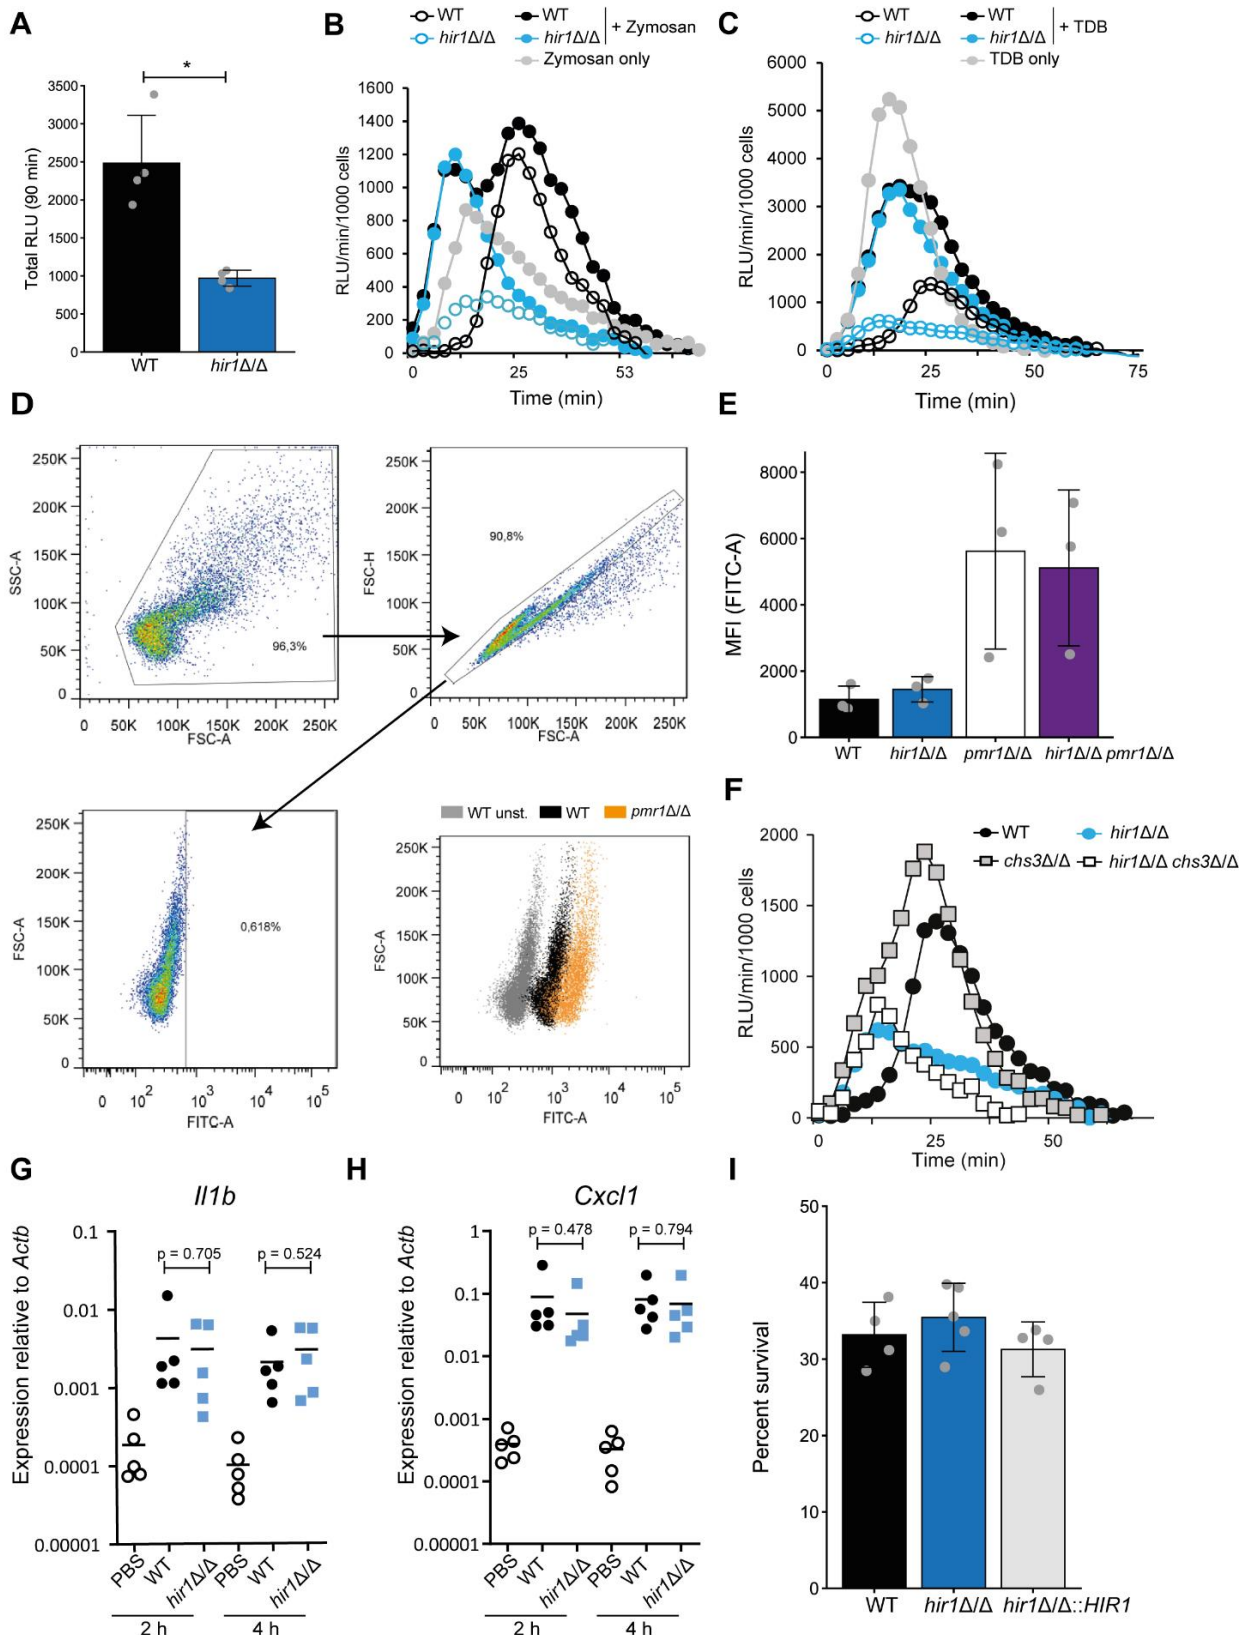 A
*
Total RLU (90 min)
3500
3000
2500
2000
1500
1000
500
0
WT
hir1Δ/Δ
B
WT
WT
hir1Δ/Δ
hir1Δ/Δ
+ Zymosan
Zymosan only
RLU/min/1000 cells
1600
1400
1200
1000
800
600
400
200
0
0
25
53
Time (min)
C
WT
WT
hir1Δ/Δ
hir1Δ/Δ
+ TDB
TDB only
RLU/min/1000 cells
6000
5000
4000
3000
2000
1000
0
0
25
50
75
Time (min)
D
SSC-A
250K
200K
150K
100K
50K
0
96,3%
0
50K
100K
150K
200K
250K
FSC-A
FSC-H
250K
200K
150K
100K
50K
0
90,8%
0
50K
100K
150K
200K
250K
FSC-A
FSC-A
250K
200K
150K
100K
50K
0
0,618%
0
10²
10³
10⁴
10⁵
FITC-A
WT unst.
WT
pmr1Δ/Δ
FSC-A
250K
200K
150K
100K
50K
0
0
10²
10³
10⁴
10⁵
FITC-A
E
MFI (FITC-A)
8000
6000
4000
2000
0
WT
hir1Δ/Δ
pmr1Δ/Δ
hir1Δ/Δ pmr1Δ/Δ
F
WT
hir1Δ/Δ
chs3Δ/Δ
hir1Δ/Δ chs3Δ/Δ
RLU/min/1000 cells
2000
1500
1000
500
0
0
25
50
Time (min)
G
Il1b
Expression relative to Actb
0.1
0.01
0.001
0.0001
0.00001
p = 0.705
p = 0.524
PBS
WT
hir1Δ/Δ
PBS
WT
hir1Δ/Δ
2 h
4 h
H
Cxcl1
Expression relative to Actb
1
0.1
0.01
0.001
0.0001
0.00001
p = 0.478
p = 0.794
PBS
WT
hir1Δ/Δ
PBS
WT
hir1Δ/Δ
2 h
4 h
I
Percent survival
50
40
30
20
10
0
WT
hir1Δ/Δ
hir1Δ/Δ::HIR1